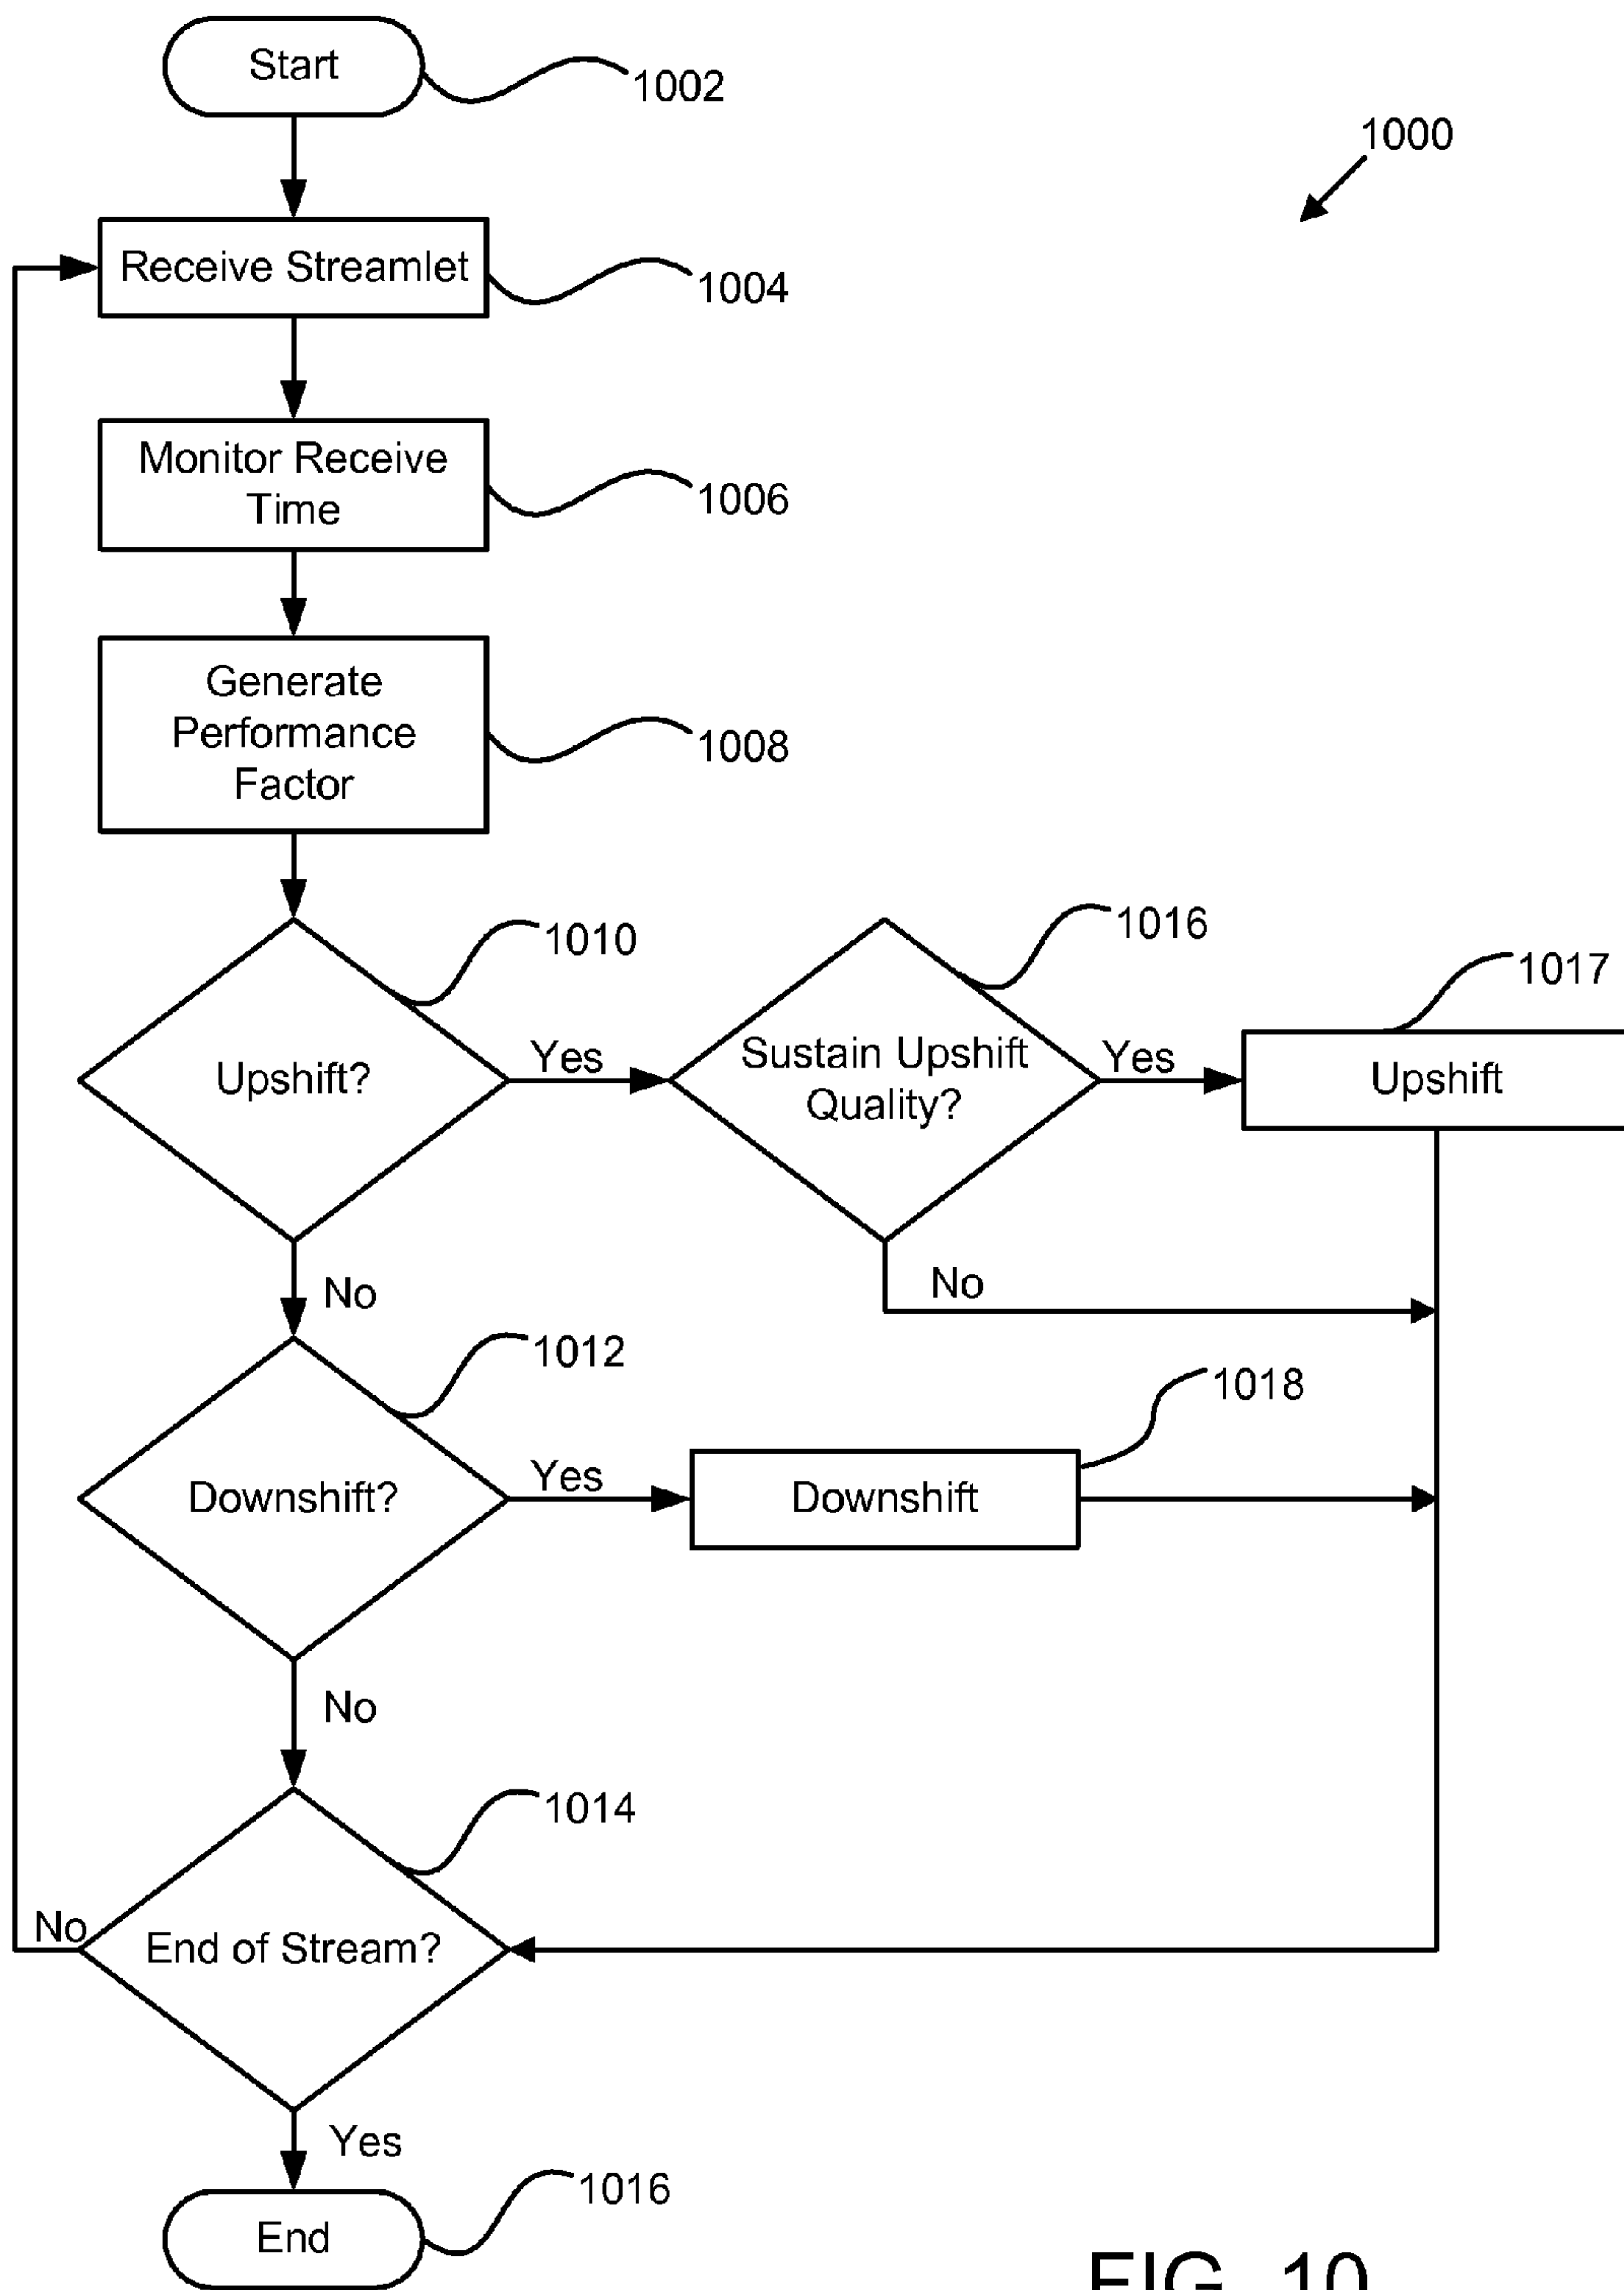 Start
1002
1000
Receive Streamlet
1004
Monitor Receive
Time
1006
Generate
Performance
Factor
1008
1010
1016
1017
Upshift?
Yes
Sustain Upshift
Quality?
Yes
Upshift
No
No
1012
1018
Downshift?
Yes
Downshift
No
1014
No
End of Stream?
Yes
1016
End
FIG. 10